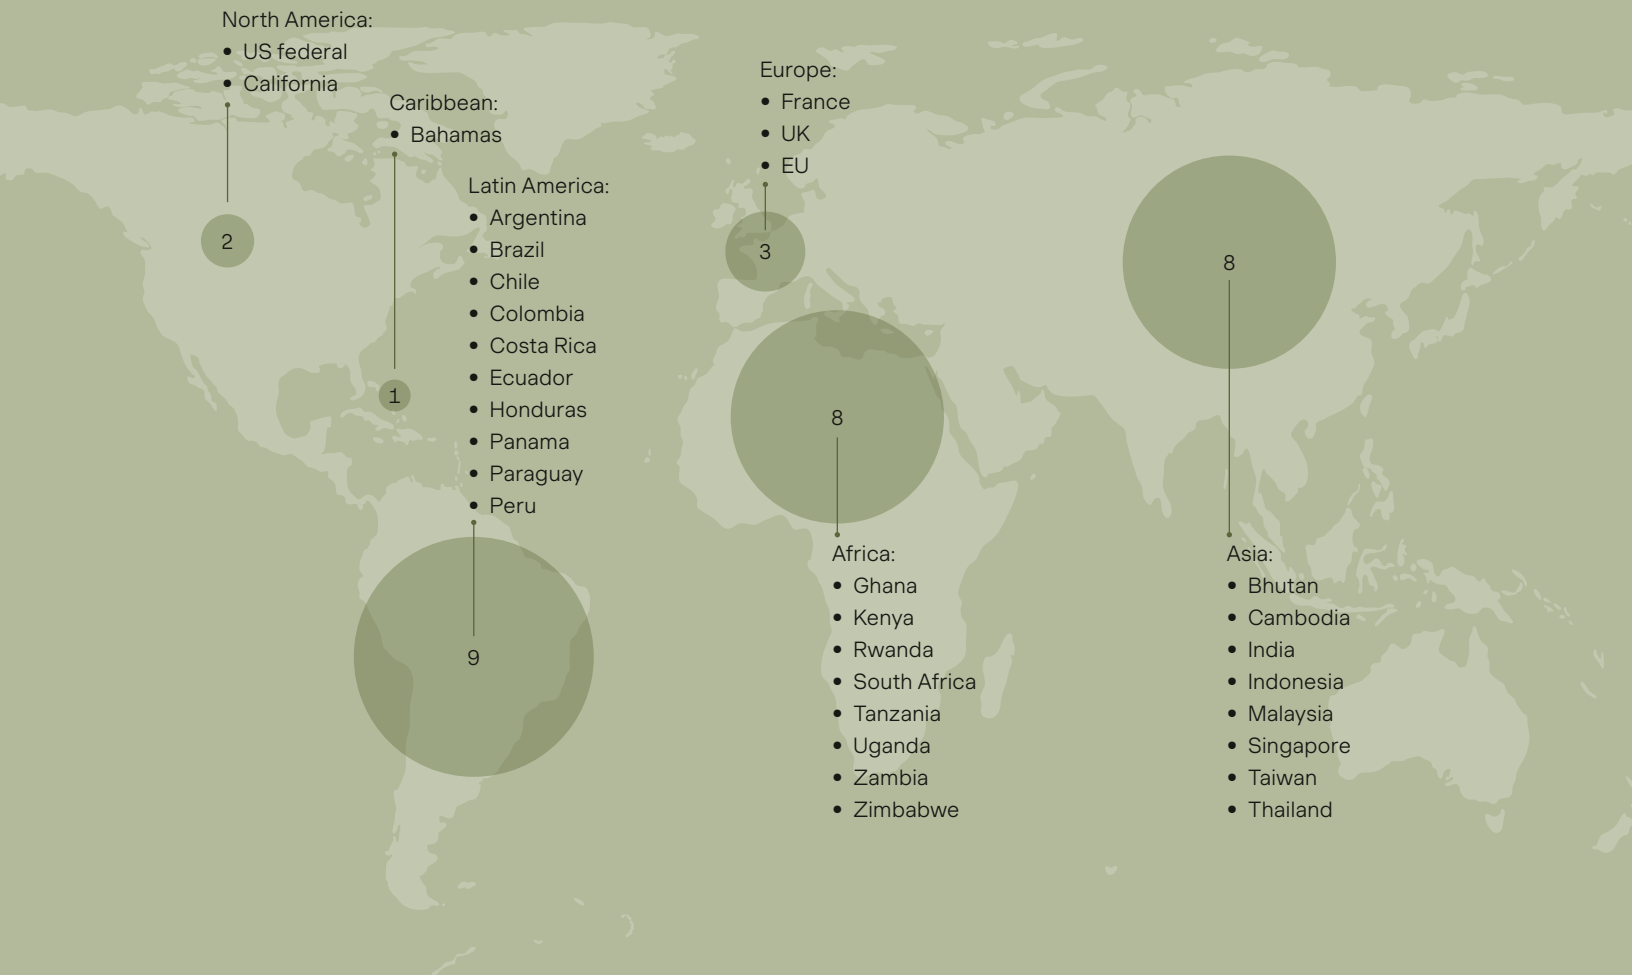 North America:
• US federal
• California
2
Caribbean:
• Bahamas
1
Latin America:
• Argentina
• Brazil
• Chile
• Colombia
• Costa Rica
• Ecuador
• Honduras
• Panama
• Paraguay
• Peru
9
Europe:
• France
• UK
• EU
3
8
Africa:
• Ghana
• Kenya
• Rwanda
• South Africa
• Tanzania
• Uganda
• Zambia
• Zimbabwe
8
Asia:
• Bhutan
• Cambodia
• India
• Indonesia
• Malaysia
• Singapore
• Taiwan
• Thailand